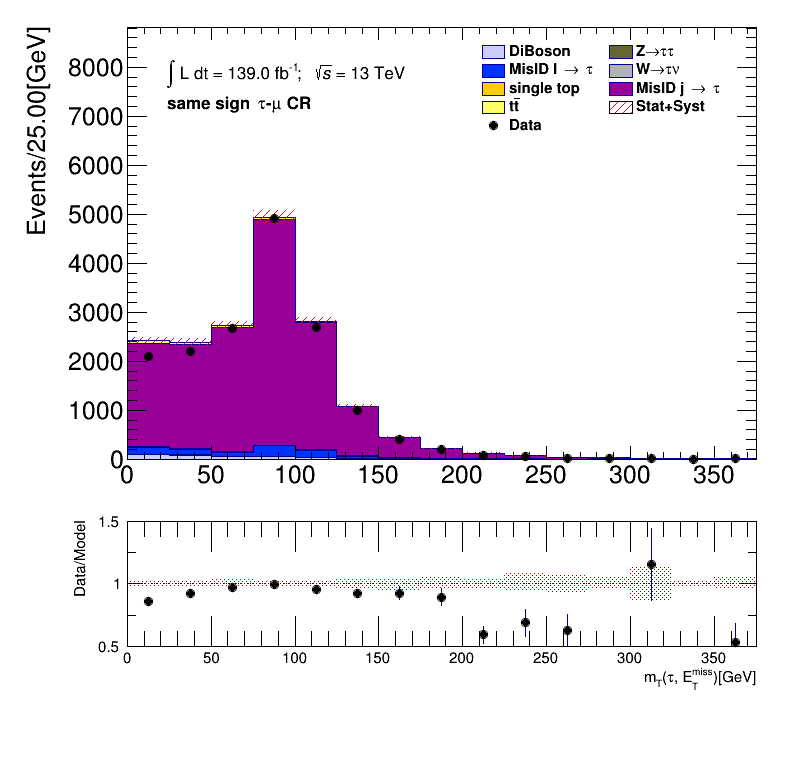 Events/25.00[GeV]
8000
7000
6000
5000
4000
3000
2000
1000
0
∫ L dt = 139.0 fb⁻¹; √s = 13 TeV
same sign τ-μ CR
DiBoson
MisID l → τ
single top
tt̄
Data
Z→ττ
W→τν
MisID j → τ
Stat+Syst
0 50 100 150 200 250 300 350
Data/Model
1.5
1
0.5
0 50 100 150 200 250 300 350
m_T(τ, E_T^miss)[GeV]